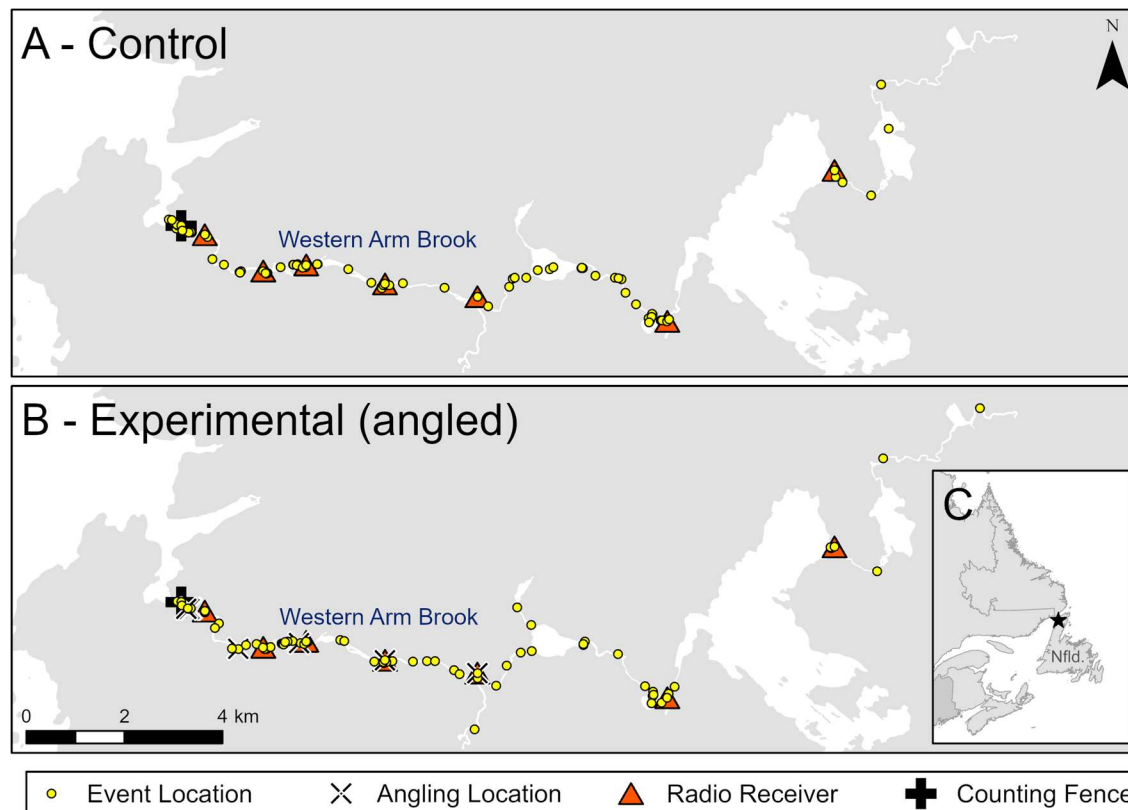 A - Control
N
Western Arm Brook
B - Experimental (angled)
Western Arm Brook
C
Nfld.
0 2 4 km
Event Location Angling Location Radio Receiver Counting Fence